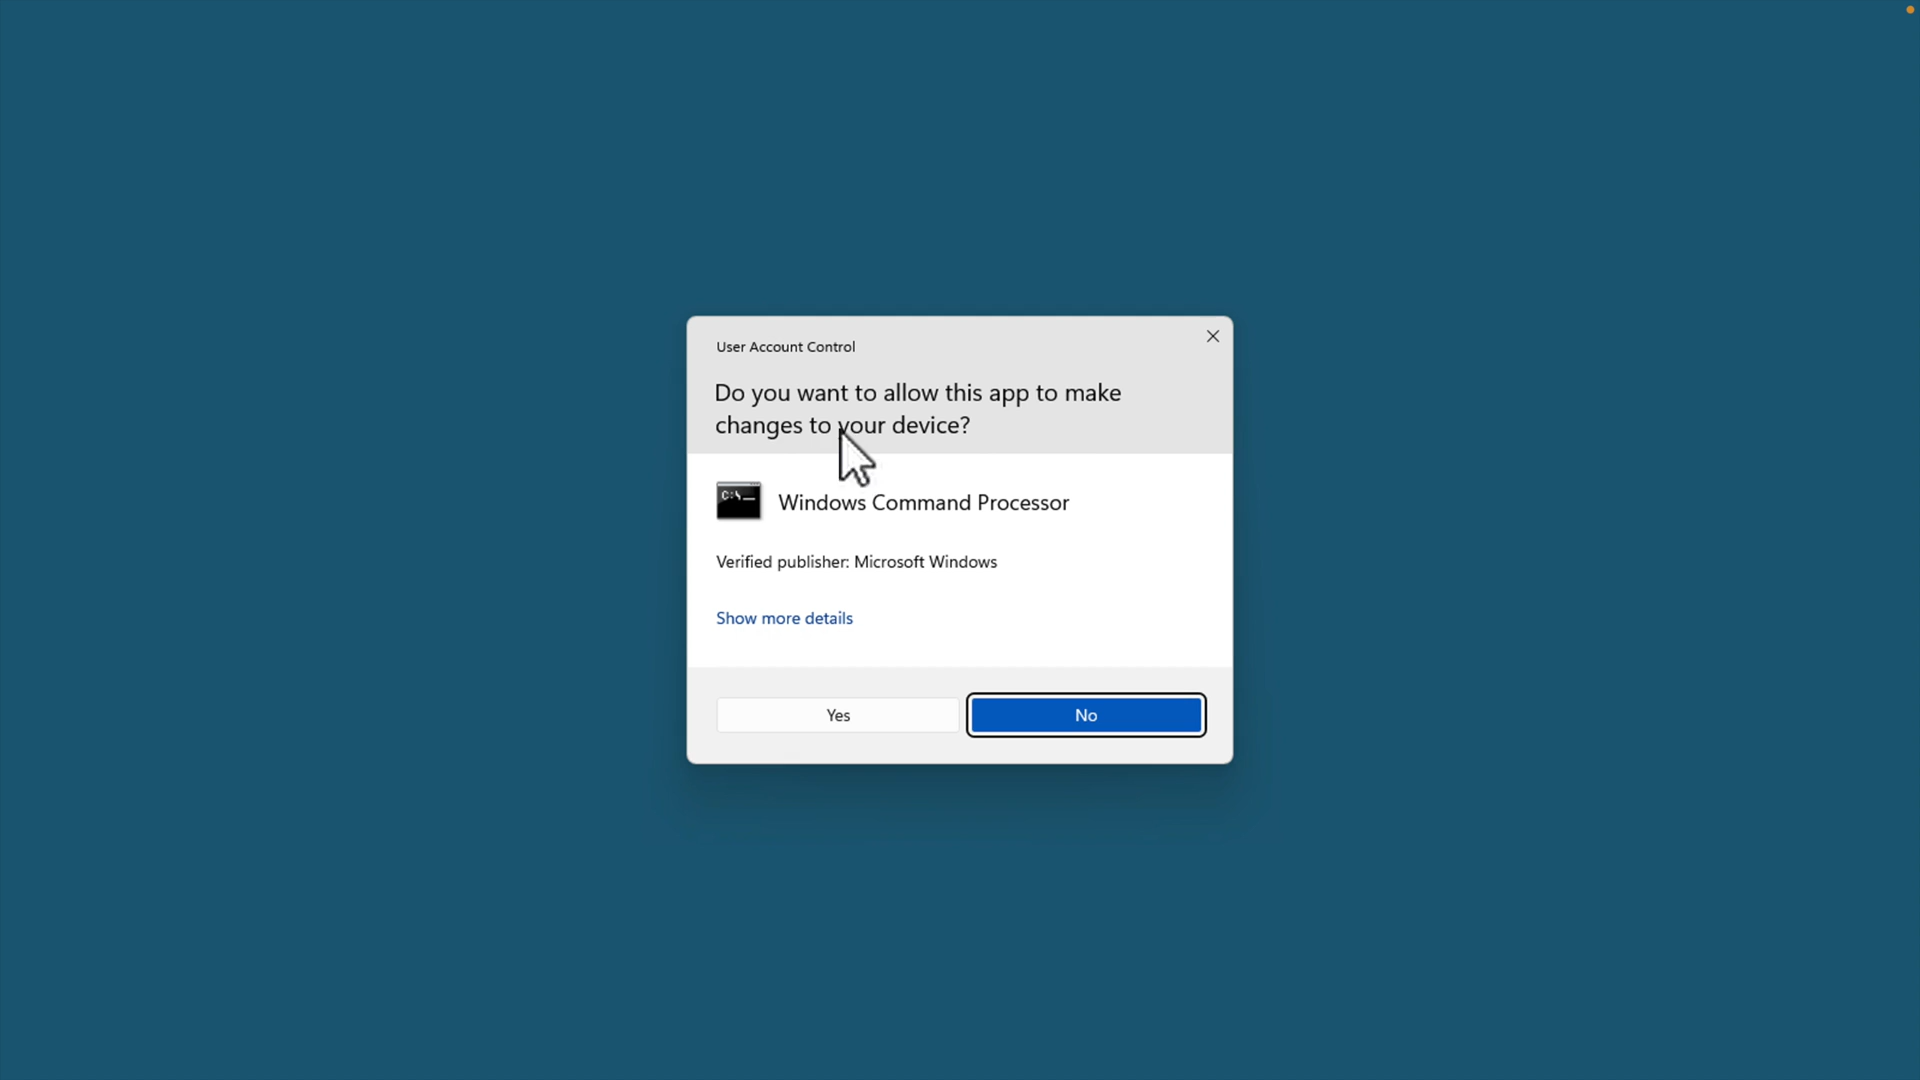 User Account Control
Do you want to allow this app to make
changes to your device?
C:\_
Windows Command Processor
Verified publisher: Microsoft Windows
Show more details
Yes
No